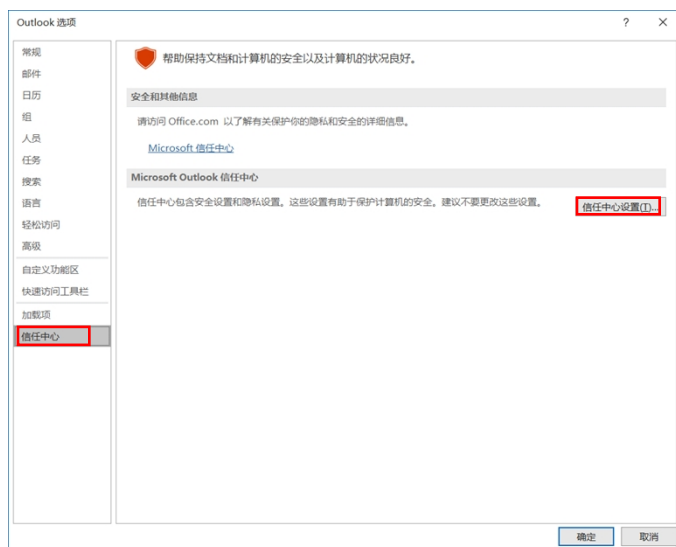 Outlook 选项
? ×
常规
邮件
日历
组
人员
任务
搜索
语言
轻松访问
高级
自定义功能区
快速访问工具栏
加载项
信任中心
帮助保持文档和计算机的安全以及计算机的状况良好。
安全和其他信息
请访问 Office.com 以了解有关保护你的隐私和安全的详细信息。
Microsoft 信任中心
Microsoft Outlook 信任中心
信任中心包含安全设置和隐私设置。这些设置有助于保护计算机的安全。建议不要更改这些设置。
信任中心设置(T)...
确定 取消